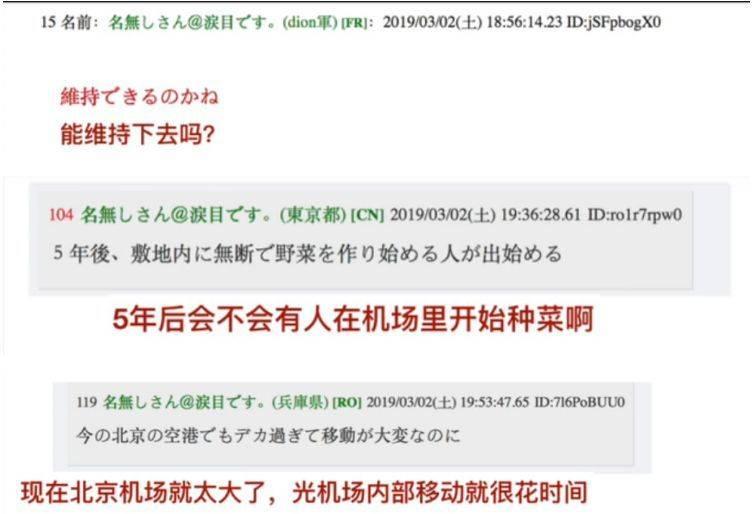 15 名前：名無しさん＠涙目です。(dion軍) [FR]：2019/03/02(土) 18:56:14.23 ID:jSFpbogX0
維持できるのかね
能维持下去吗?
104 名無しさん＠涙目です。(東京都) [CN] 2019/03/02(土) 19:36:28.61 ID:ro1r7rpw0
5 年後、敷地内に無断で野菜を作り始める人が出始める
5年后会不会有人在机场里开始种菜啊
119 名無しさん＠涙目です。(兵庫県) [RO] 2019/03/02(土) 19:53:47.65 ID:7l6PoBUU0
今の北京の空港でもデカ過ぎて移動が大変なのに
现在北京机场就太大了，光机场内部移动就很花时间